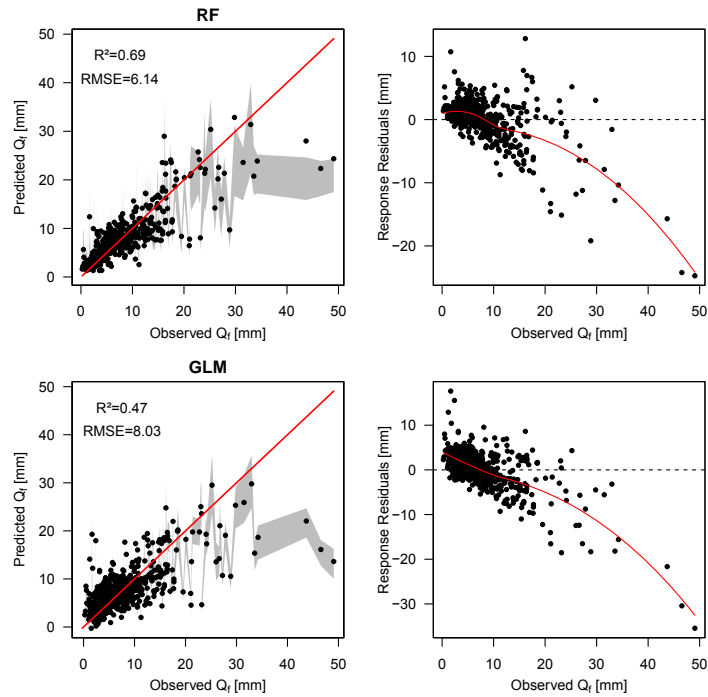 RF
R²=0.69
RMSE=6.14
Predicted Qf [mm]
50
40
30
20
10
0
0 10 20 30 40 50
Observed Qf [mm]
Response Residuals [mm]
10
0
−10
−20
0 10 20 30 40 50
Observed Qf [mm]
GLM
R²=0.47
RMSE=8.03
Predicted Qf [mm]
50
40
30
20
10
0
0 10 20 30 40 50
Observed Qf [mm]
Response Residuals [mm]
10
0
−10
−20
−30
0 10 20 30 40 50
Observed Qf [mm]